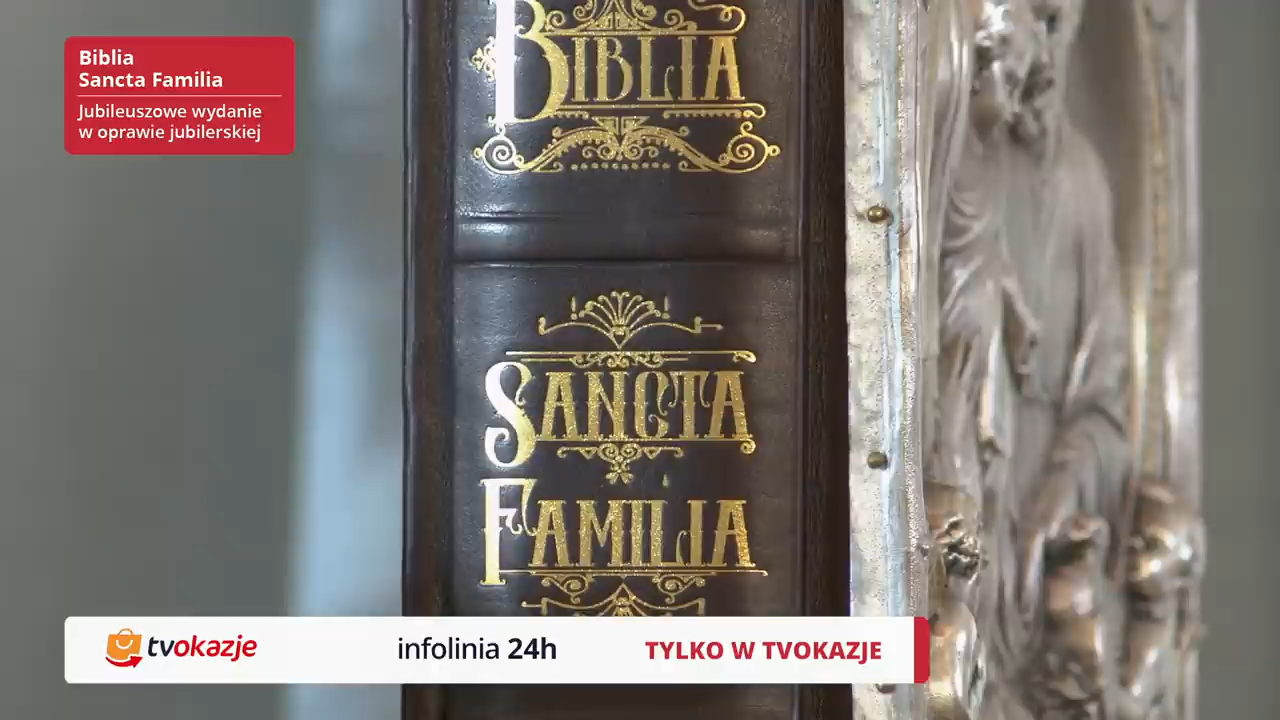 Biblia
Sancta Familia
Jubileuszowe wydanie
w oprawie jubilerskiej
BIBLIA
SANCTA
FAMILIA
tvokazje
infolinia 24h
TYLKO W TVOKAZJE